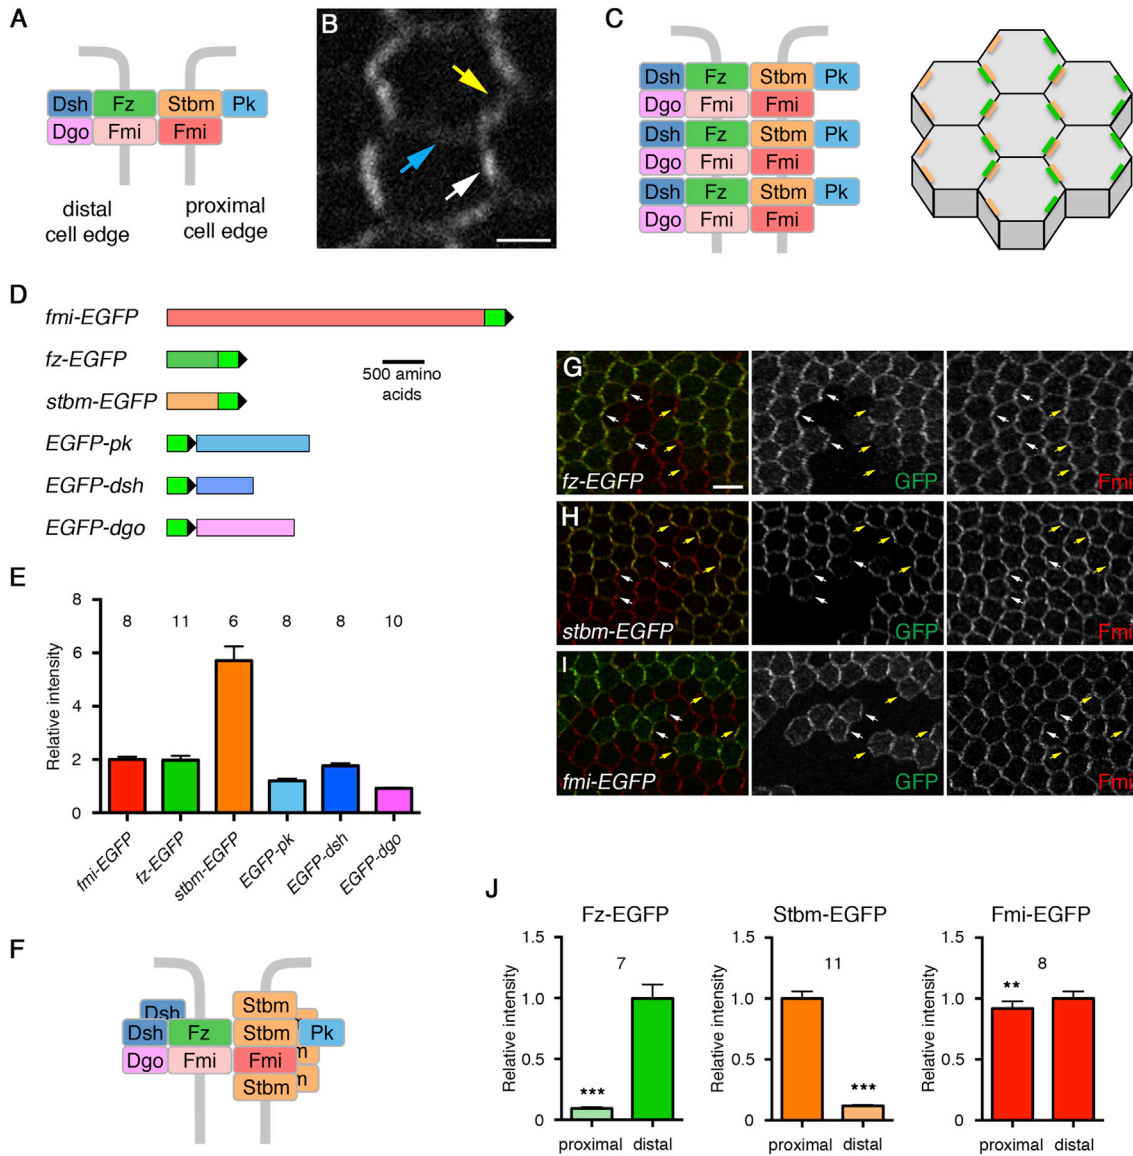 A
Dsh Fz Stbm Pk
Dgo Fmi Fmi
distal cell edge
proximal cell edge
B
C
Dsh Fz Stbm Pk
Dgo Fmi Fmi
Dsh Fz Stbm Pk
Dgo Fmi Fmi
Dsh Fz Stbm Pk
Dgo Fmi Fmi
D
fmi-EGFP
fz-EGFP
stbm-EGFP
EGFP-pk
EGFP-dsh
EGFP-dgo
500 amino
acids
E
Relative intensity
8
6
4
2
0
8 11 6 8 8 10
fmi-EGFP
fz-EGFP
stbm-EGFP
EGFP-pk
EGFP-dsh
EGFP-dgo
F
Dsh
Stbm
Dsh Fz Stbm Pk
Dgo Fmi Fmi
Stbm
m
m
m
G
fz-EGFP
GFP
Fmi
H
stbm-EGFP
GFP
Fmi
I
fmi-EGFP
GFP
Fmi
J
Fz-EGFP
Relative intensity
1.5
1.0
0.5
0
7
***
proximal distal
Stbm-EGFP
Relative intensity
1.5
1.0
0.5
0
11
***
proximal distal
Fmi-EGFP
Relative intensity
1.5
1.0
0.5
0
8
**
proximal distal